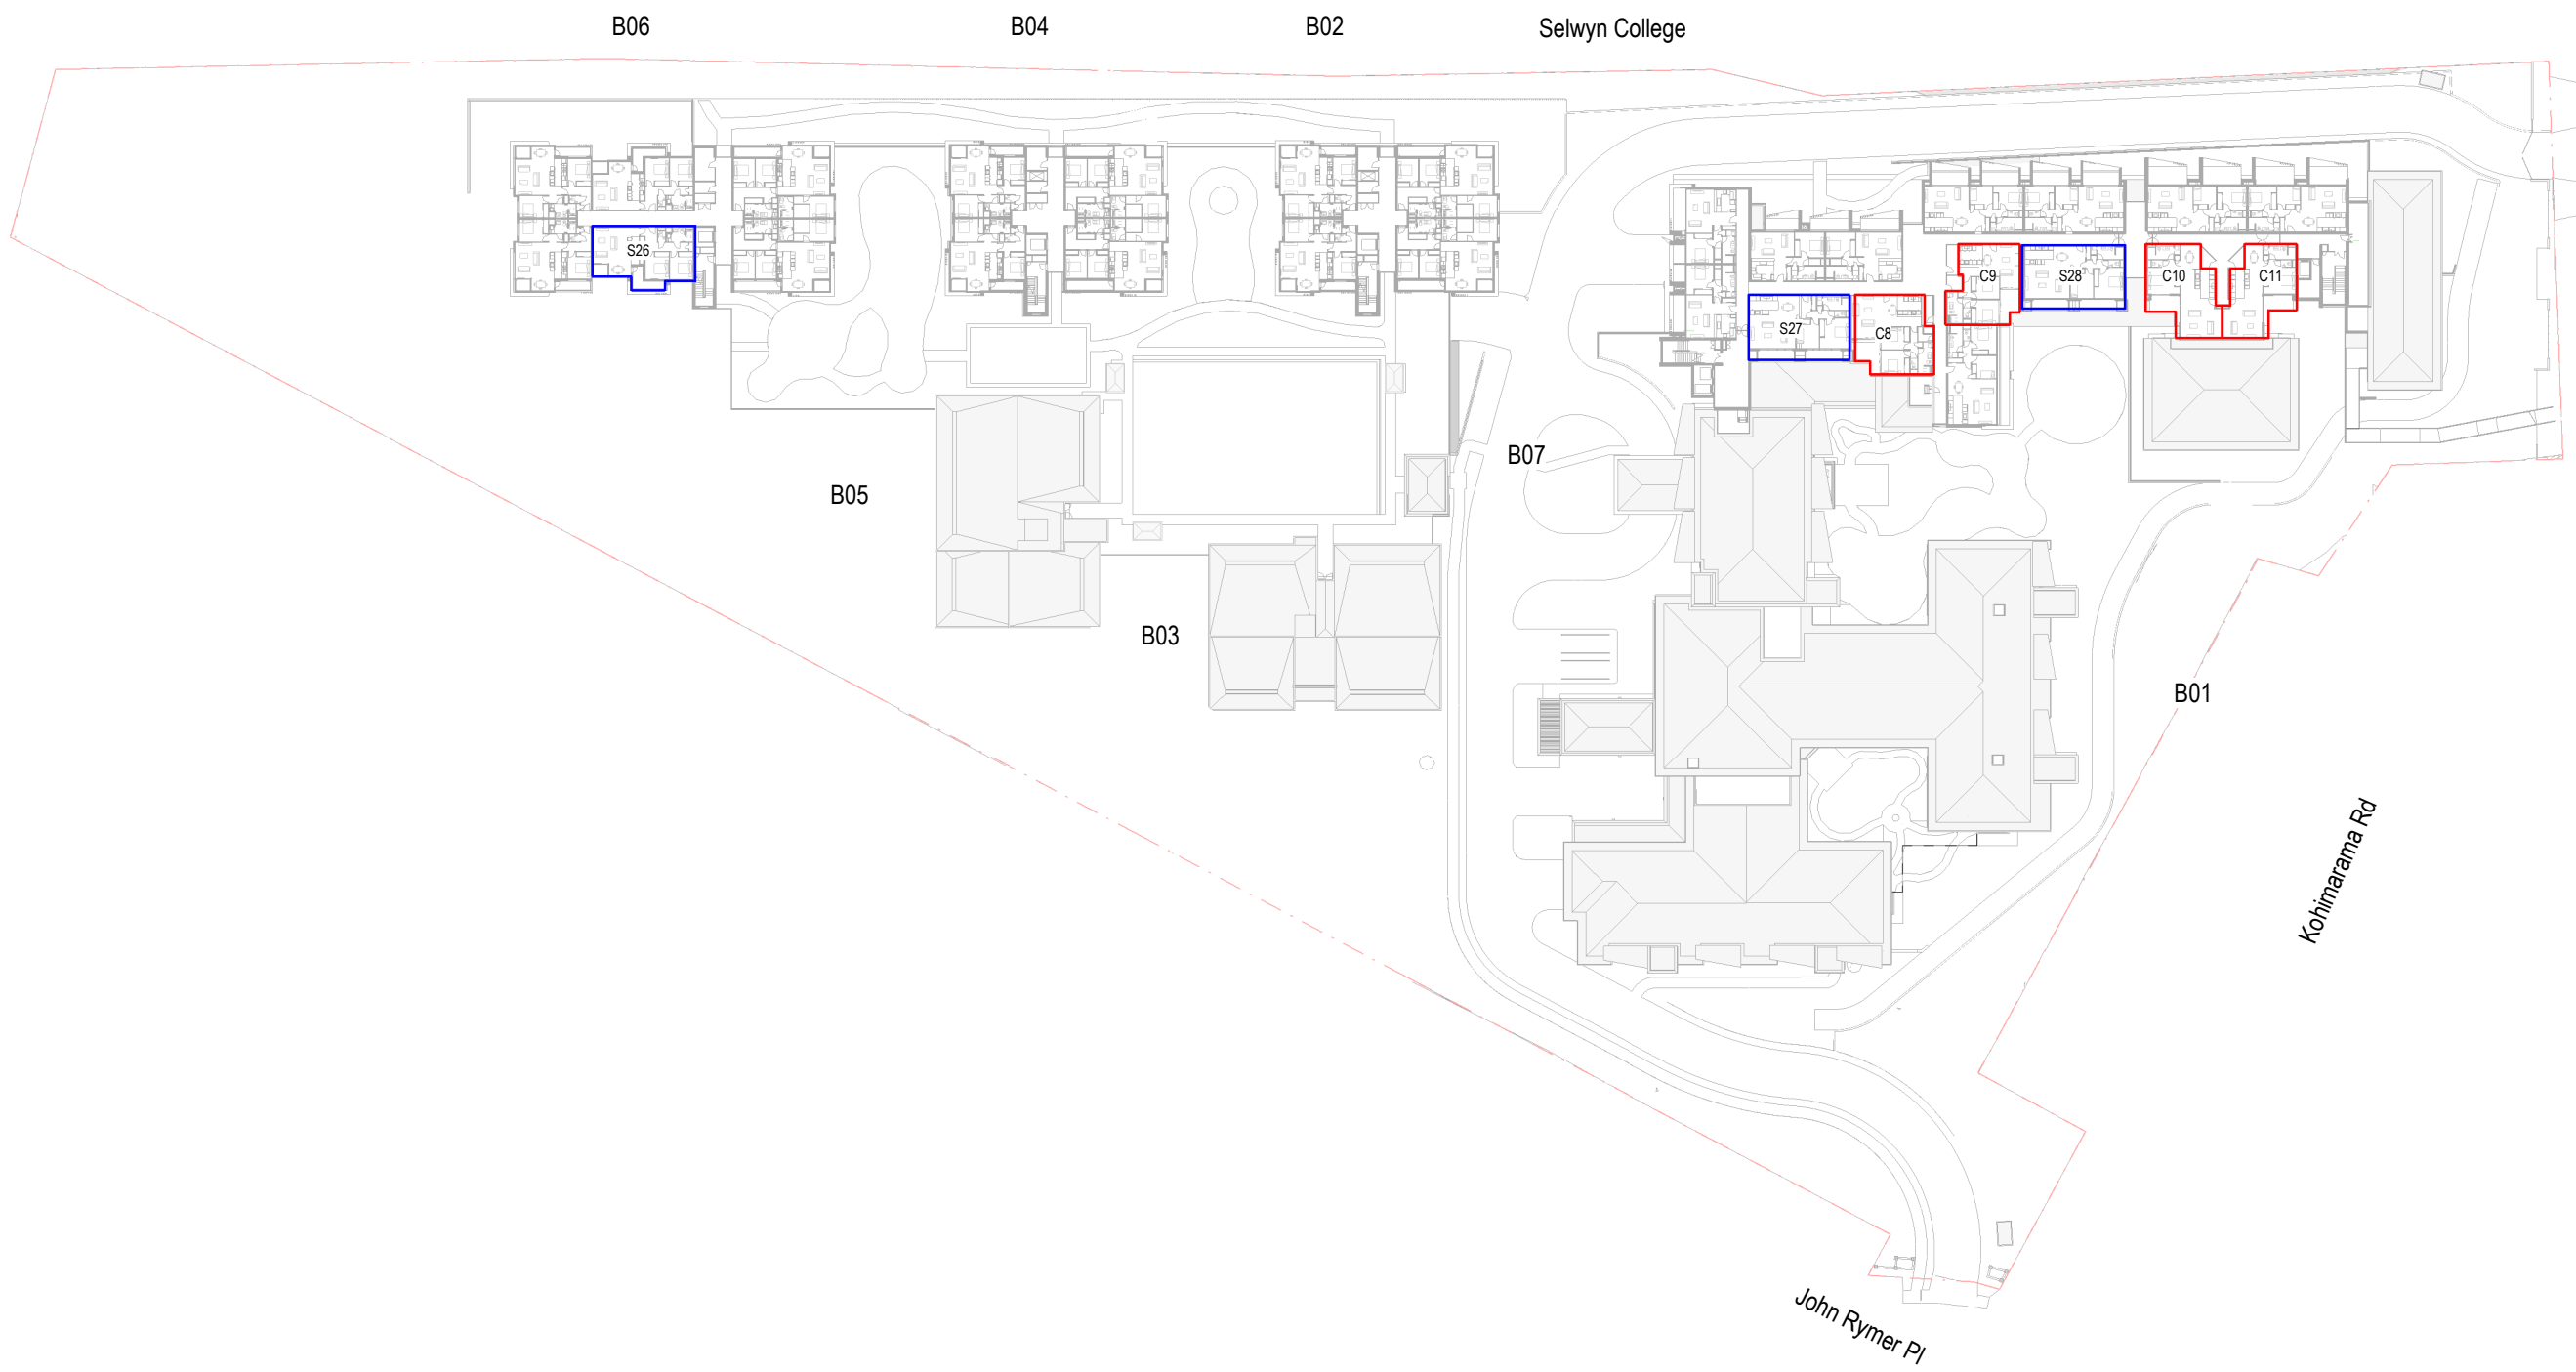 B06
B04
B02
Selwyn College
S26
C9
S28
C10
C11
S27
C8
B07
B05
B03
B01
Kohimarama Rd
John Rymer Pl